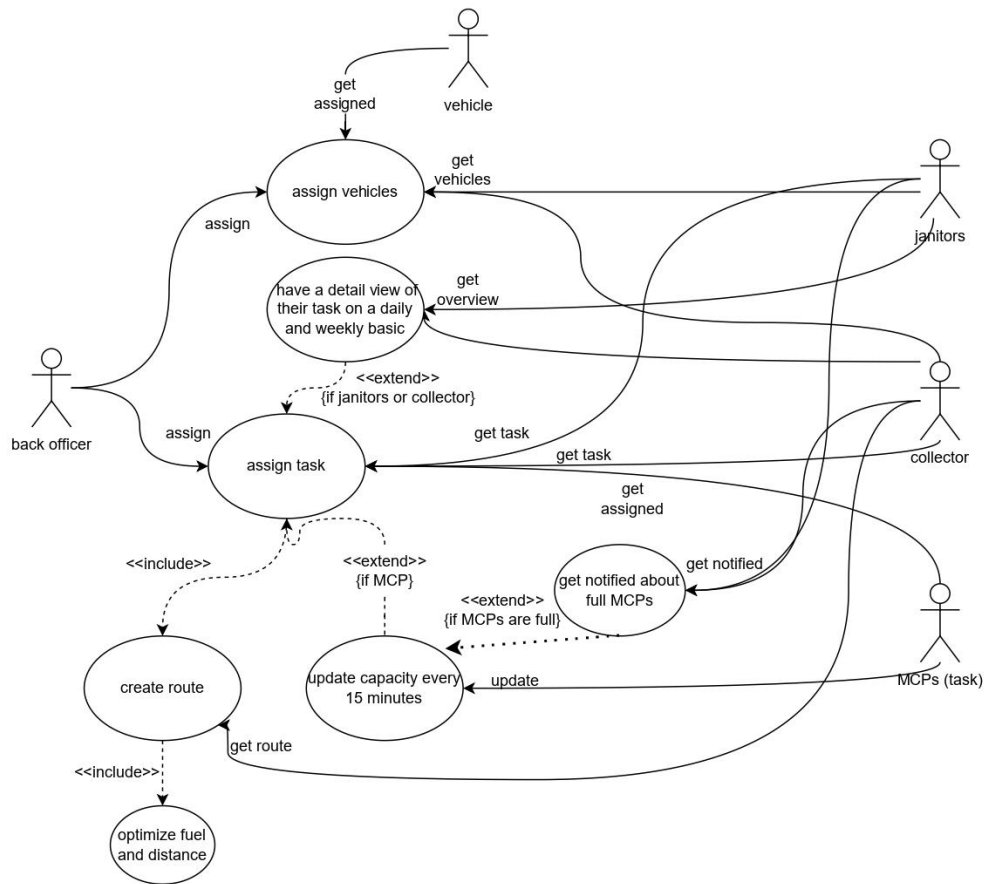 vehicle
get
assigned
assign vehicles
get
vehicles
janitors
assign
have a detail view of
their task on a daily
and weekly basic
get
overview
<<extend>>
{if janitors or collector}
back officer
assign
assign task
get task
get task
collector
get
assigned
<<include>>
<<extend>>
{if MCP}
get notified about
full MCPs
get notified
<<extend>>
{if MCPs are full}
MCPs (task)
create route
update capacity every
15 minutes
update
get route
<<include>>
optimize fuel
and distance